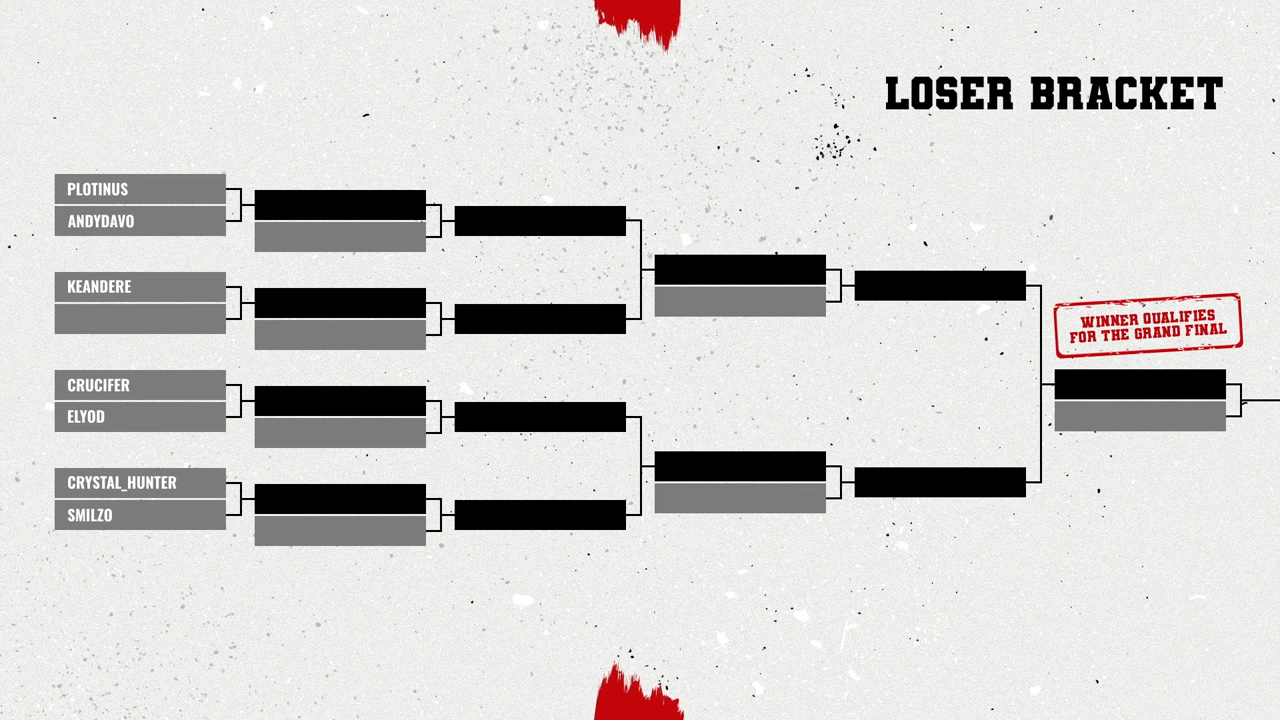 LOSER BRACKET
PLOTINUS
ANDYDAVO
KEANDERE
CRUCIFER
ELYOD
CRYSTAL_HUNTER
SMILZO
WINNER QUALIFIES
FOR THE GRAND FINAL